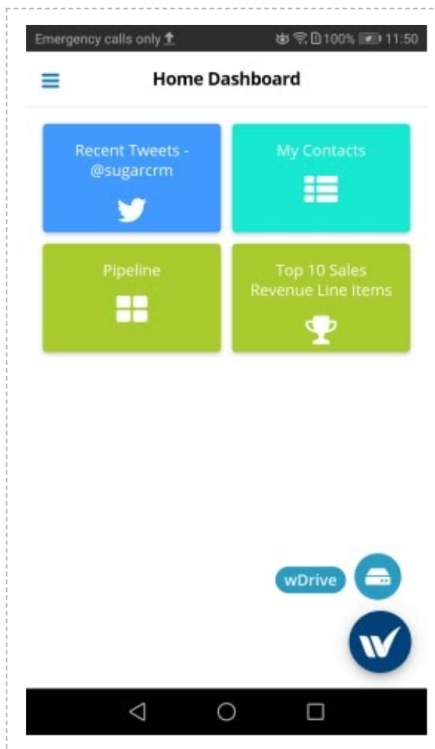 Emergency calls only 100% 11:50
Home Dashboard
Recent Tweets -
@sugarcrm
My Contacts
Pipeline
Top 10 Sales
Revenue Line Items
wDrive